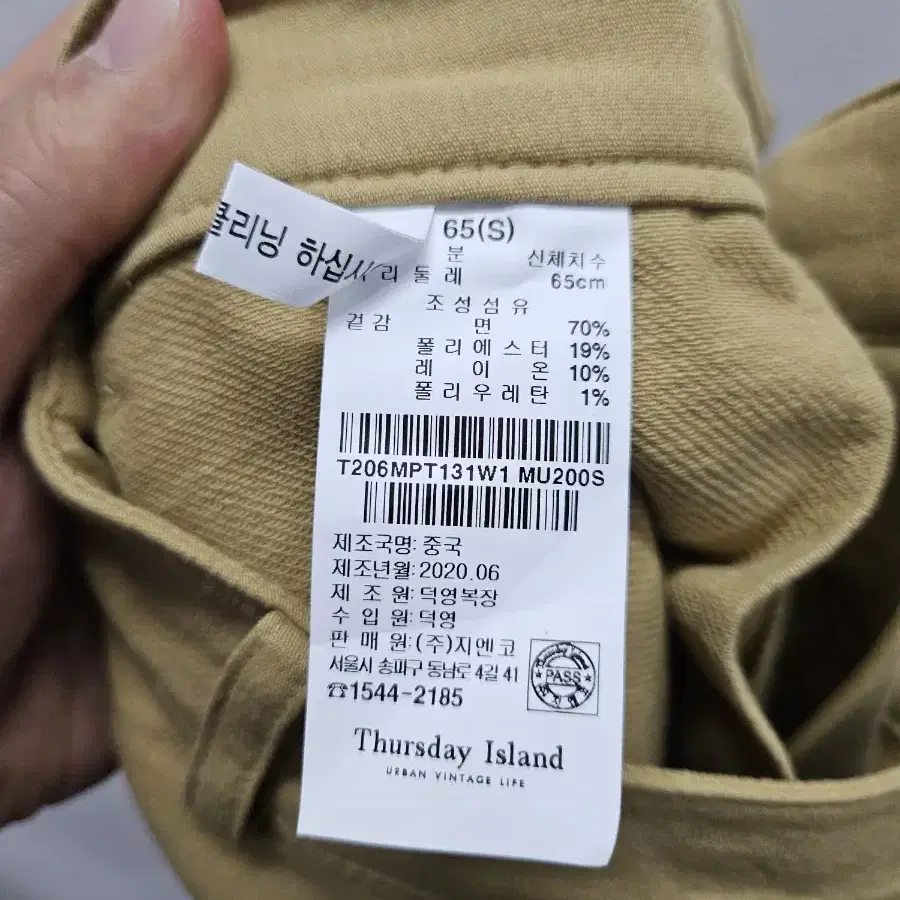 클리닝 하십
65(S)
분 신체치수
리 둘 레 65cm
조성섬유
겉감 면 70%
폴리에스터 19%
레 이 온 10%
폴리우레탄 1%
T206MPT131W1 MU200S
제조국명: 중국
제조년월: 2020.06
제 조 원: 덕영복장
수 입 원: 덕영
판 매 원: (주)지엔코
서울시 송파구 동남로 4길 41
☎1544-2185
PASS
Thursday Island
URBAN VINTAGE LIFE